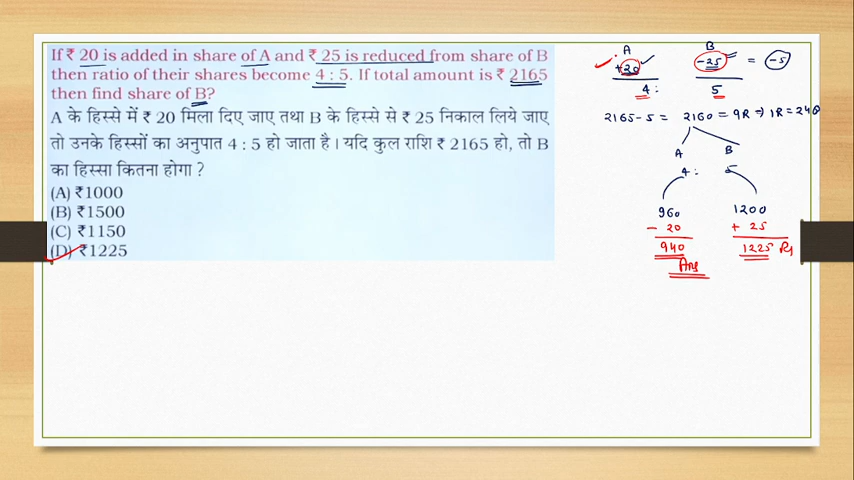 If ₹ 20 is added in share of A and ₹ 25 is reduced from share of B
then ratio of their shares become 4 : 5. If total amount is ₹ 2165
then find share of B?
A के हिस्से में ₹ 20 मिला दिए जाए तथा B के हिस्से से ₹ 25 निकाल लिये जाए
तो उनके हिस्सों का अनुपात 4 : 5 हो जाता है। यदि कुल राशि ₹ 2165 हो, तो B
का हिस्सा कितना होगा ?
(A) ₹1000
(B) ₹1500
(C) ₹1150
(D) ₹1225
A B
+20 -25 = -5
4 : 5
2165-5 = 2160 = 9R ⇒ 1R = 240
A B
4 : 5
960 1200
- 20 + 25
940 1225 Rs
Ans